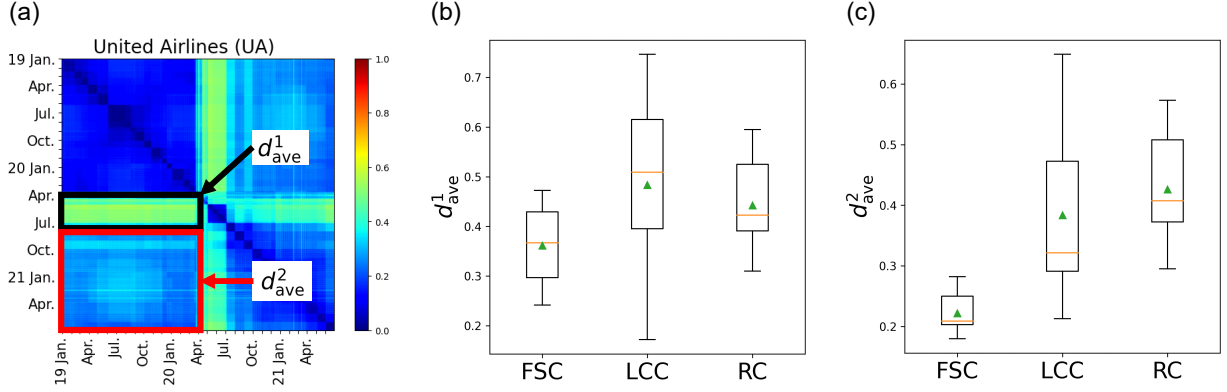 (a)
United Airlines (UA)
19 Jan.
Apr.
Jul.
Oct.
20 Jan.
Apr.
Jul.
Oct.
21 Jan.
Apr.
19 Jan.
Apr.
Jul.
Oct.
20 Jan.
Apr.
Jul.
Oct.
21 Jan.
Apr.
d¹ave
d²ave
1.0
0.8
0.6
0.4
0.2
0.0
(b)
d¹ave
0.7
0.6
0.5
0.4
0.3
0.2
FSC LCC RC
(c)
d²ave
0.6
0.5
0.4
0.3
0.2
FSC LCC RC